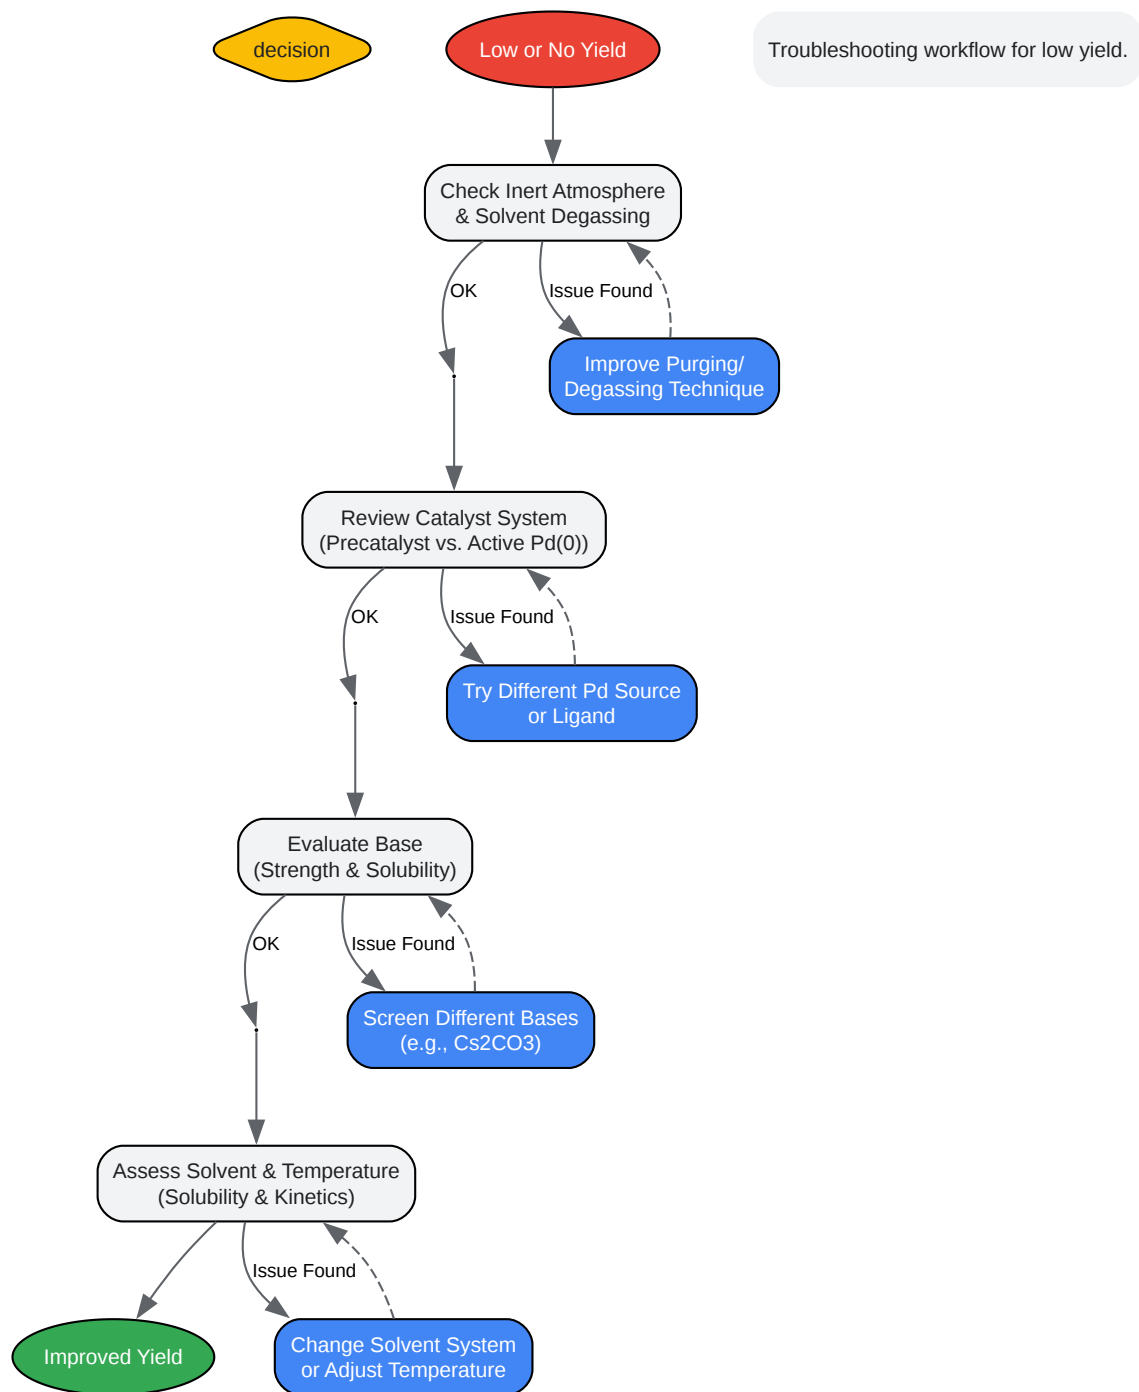 decision
Low or No Yield
Troubleshooting workflow for low yield.
Check Inert Atmosphere
& Solvent Degassing
OK
Issue Found
Improve Purging/
Degassing Technique
Review Catalyst System
(Precatalyst vs. Active Pd(0))
OK
Issue Found
Try Different Pd Source
or Ligand
Evaluate Base
(Strength & Solubility)
OK
Issue Found
Screen Different Bases
(e.g., Cs2CO3)
Assess Solvent & Temperature
(Solubility & Kinetics)
Issue Found
Improved Yield
Change Solvent System
or Adjust Temperature